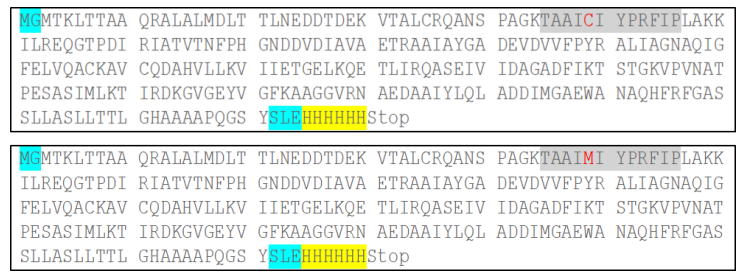 MGMTKLTTAA QRALALMDLT TLNEDDTDEK VTALCRQANS PAGKTAAICI YPRFIPLAKK
ILREQGTPDI RIATVTNFPH GNDDVDIAVA ETRAAIAYGA DEVDVVFPYR ALIAGNAQIG
FELVQACKAV CQDAHVLLKV IIETGELKQE TLIRQASEIV IDAGADFIKT STGKVPVNAT
PESASIMLKT IRDKGVGEYV GFKAAGGVRN AEDAAIYLQL ADDIMGAEWA NAQHFRFGAS
SLLASLLTTL GHAAAAPQGS YSLEHHHHHHStop
MGMTKLTTAA QRALALMDLT TLNEDDTDEK VTALCRQANS PAGKTAAIMI YPRFIPLAKK
ILREQGTPDI RIATVTNFPH GNDDVDIAVA ETRAAIAYGA DEVDVVFPYR ALIAGNAQIG
FELVQACKAV CQDAHVLLKV IIETGELKQE TLIRQASEIV IDAGADFIKT STGKVPVNAT
PESASIMLKT IRDKGVGEYV GFKAAGGVRN AEDAAIYLQL ADDIMGAEWA NAQHFRFGAS
SLLASLLTTL GHAAAAPQGS YSLEHHHHHHStop